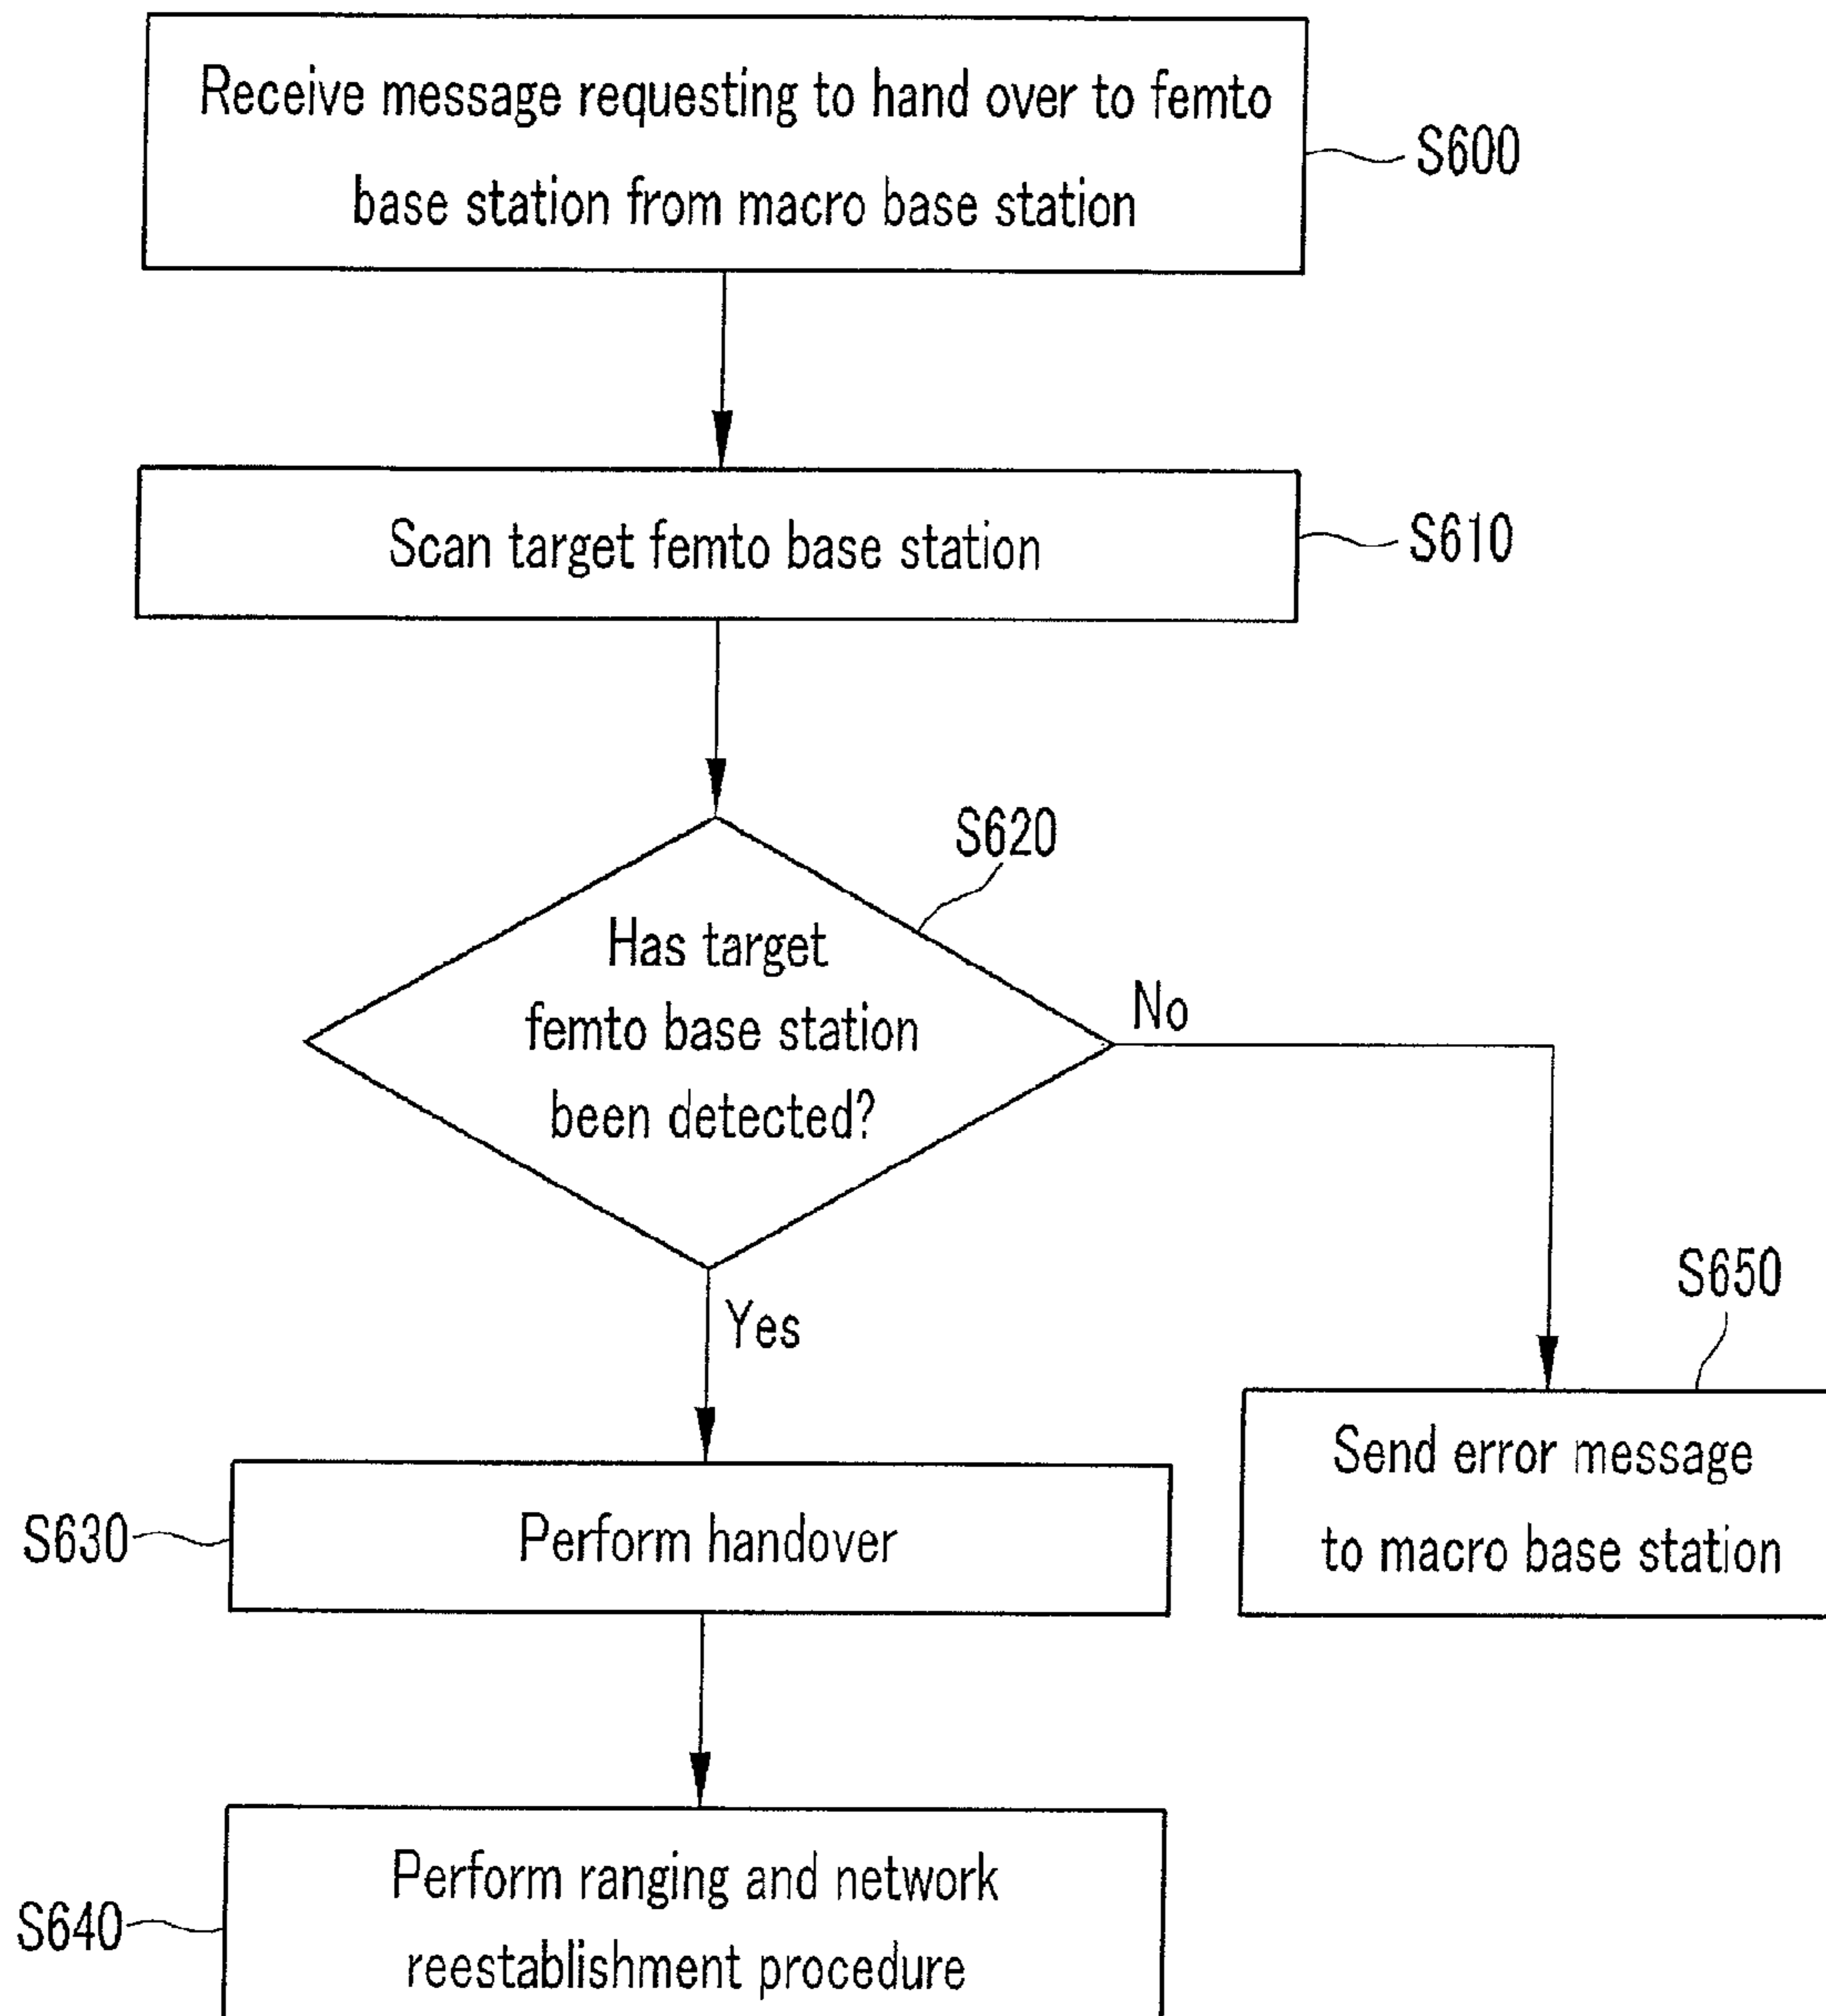 Receive message requesting to hand over to femto
base station from macro base station
S600
Scan target femto base station
S610
S620
Has target
femto base station
been detected?
No
Yes
S650
Send error message
to macro base station
S630
Perform handover
S640
Perform ranging and network
reestablishment procedure